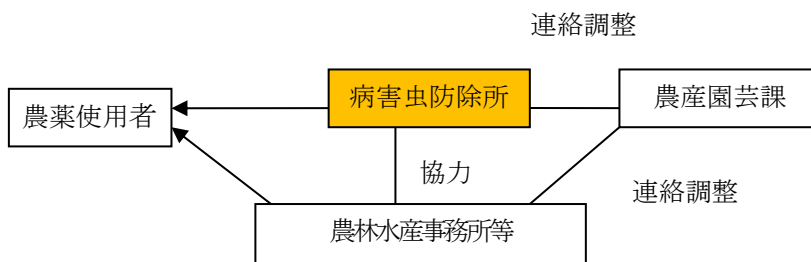 連絡調整
病害虫防除所
農産園芸課
農薬使用者
協力
連絡調整
農林水産事務所等